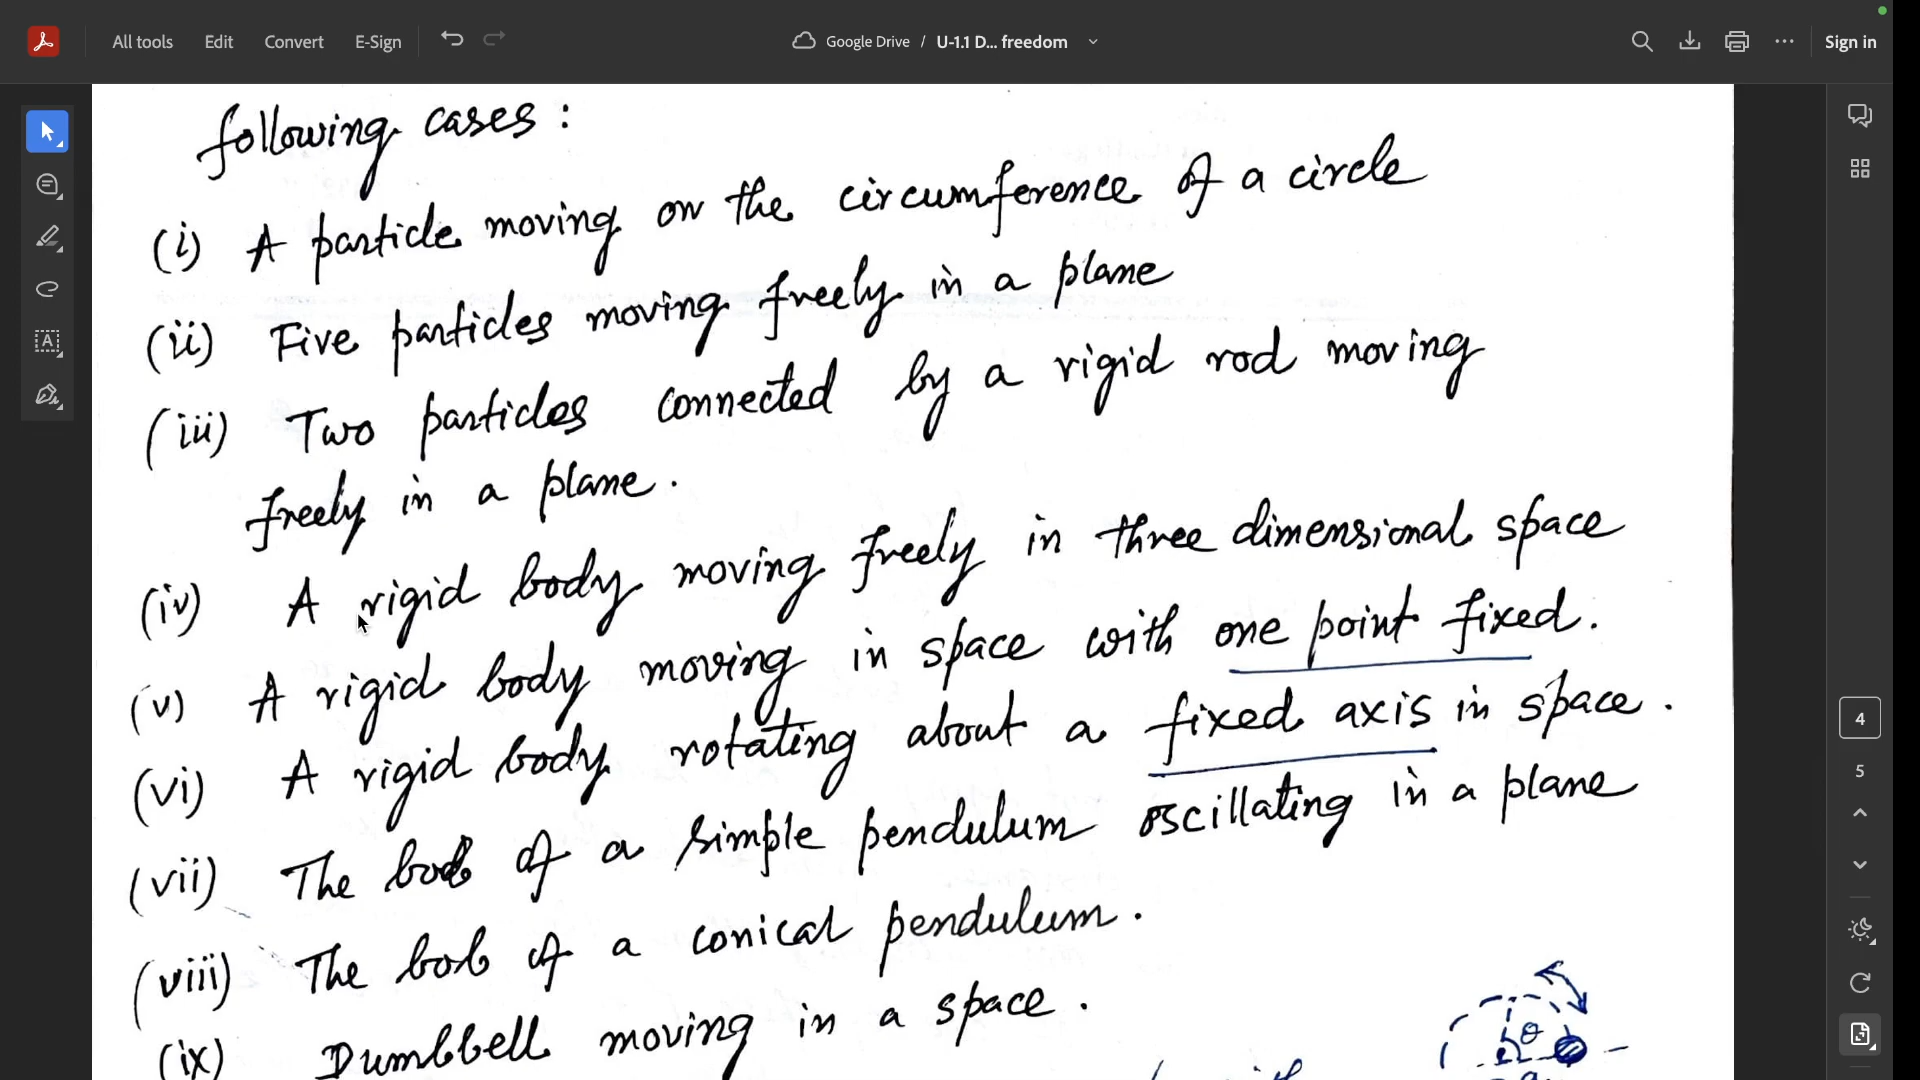 All tools Edit Convert E-Sign Google Drive / U-1.1 D... freedom Sign in
following cases :
(i) A particle moving on the circumference of a circle
(ii) Five particles moving freely in a plane
(iii) Two particles connected by a rigid rod moving
freely in a plane.
(iv) A rigid body moving freely in three dimensional space
(v) A rigid body moving in space with one point fixed.
(vi) A rigid body rotating about a fixed axis in space.
(vii) The bob of a simple pendulum oscillating in a plane
(viii) The bob of a conical pendulum.
(ix) Dumbbell moving in a space.
θ
4
5